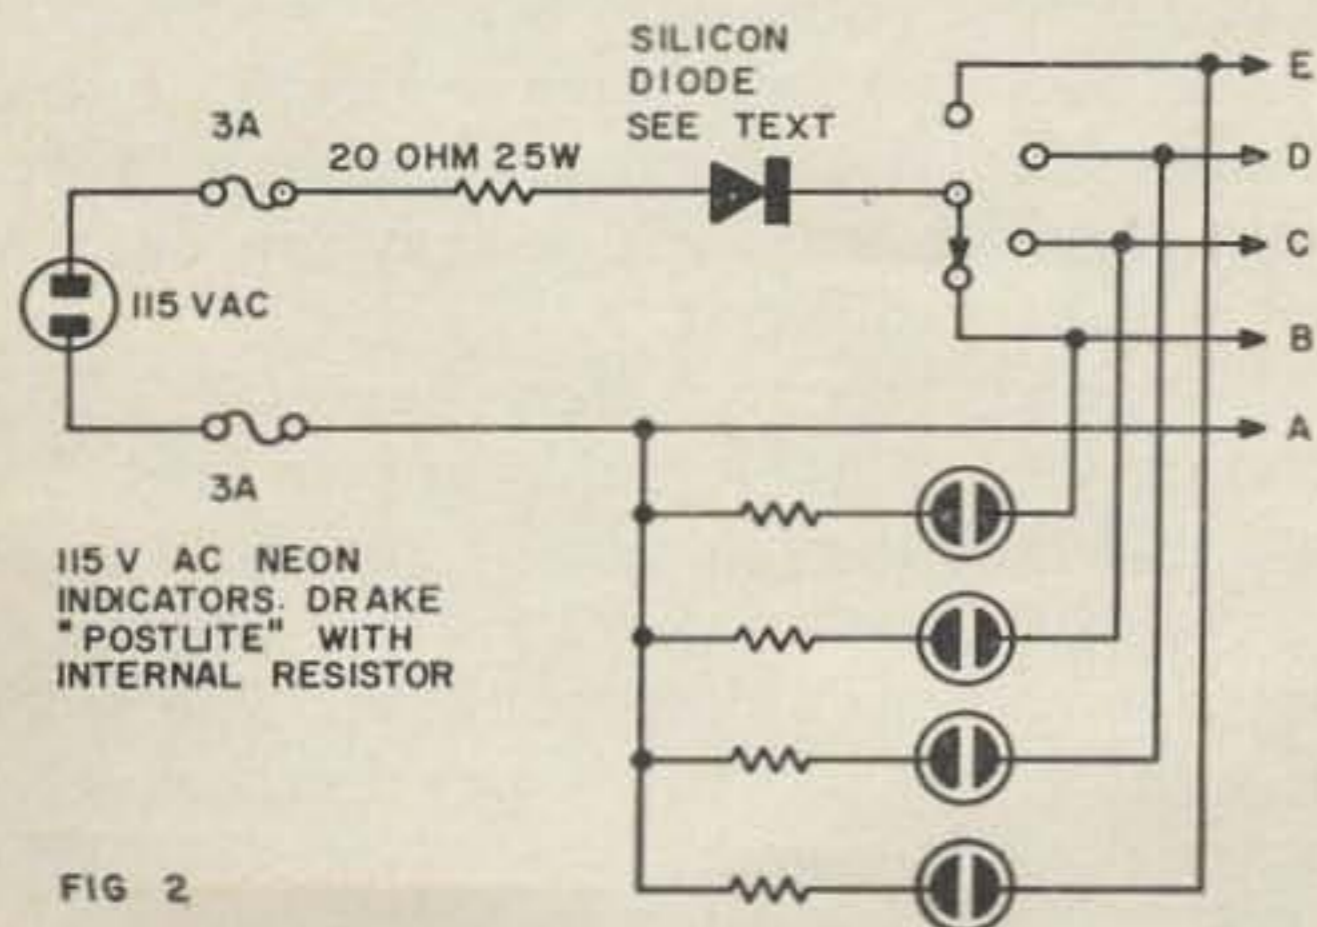 SILICON
DIODE
SEE TEXT
3A
20 OHM 25W
115 VAC
3A
E
D
C
B
A
115 V AC NEON
INDICATORS. DRAKE
"POSTLITE" WITH
INTERNAL RESISTOR
FIG 2